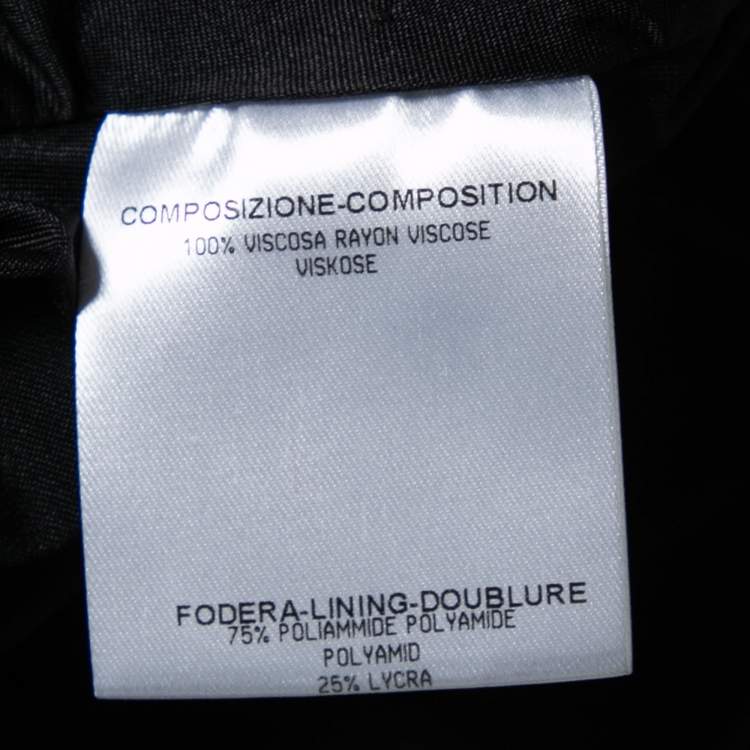 COMPOSIZIONE-COMPOSITION
100% VISCOSA RAYON VISCOSE
VISKOSE
FODERA-LINING-DOUBLURE
75% POLIAMMIDE POLYAMIDE
POLYAMID
25% LYCRA